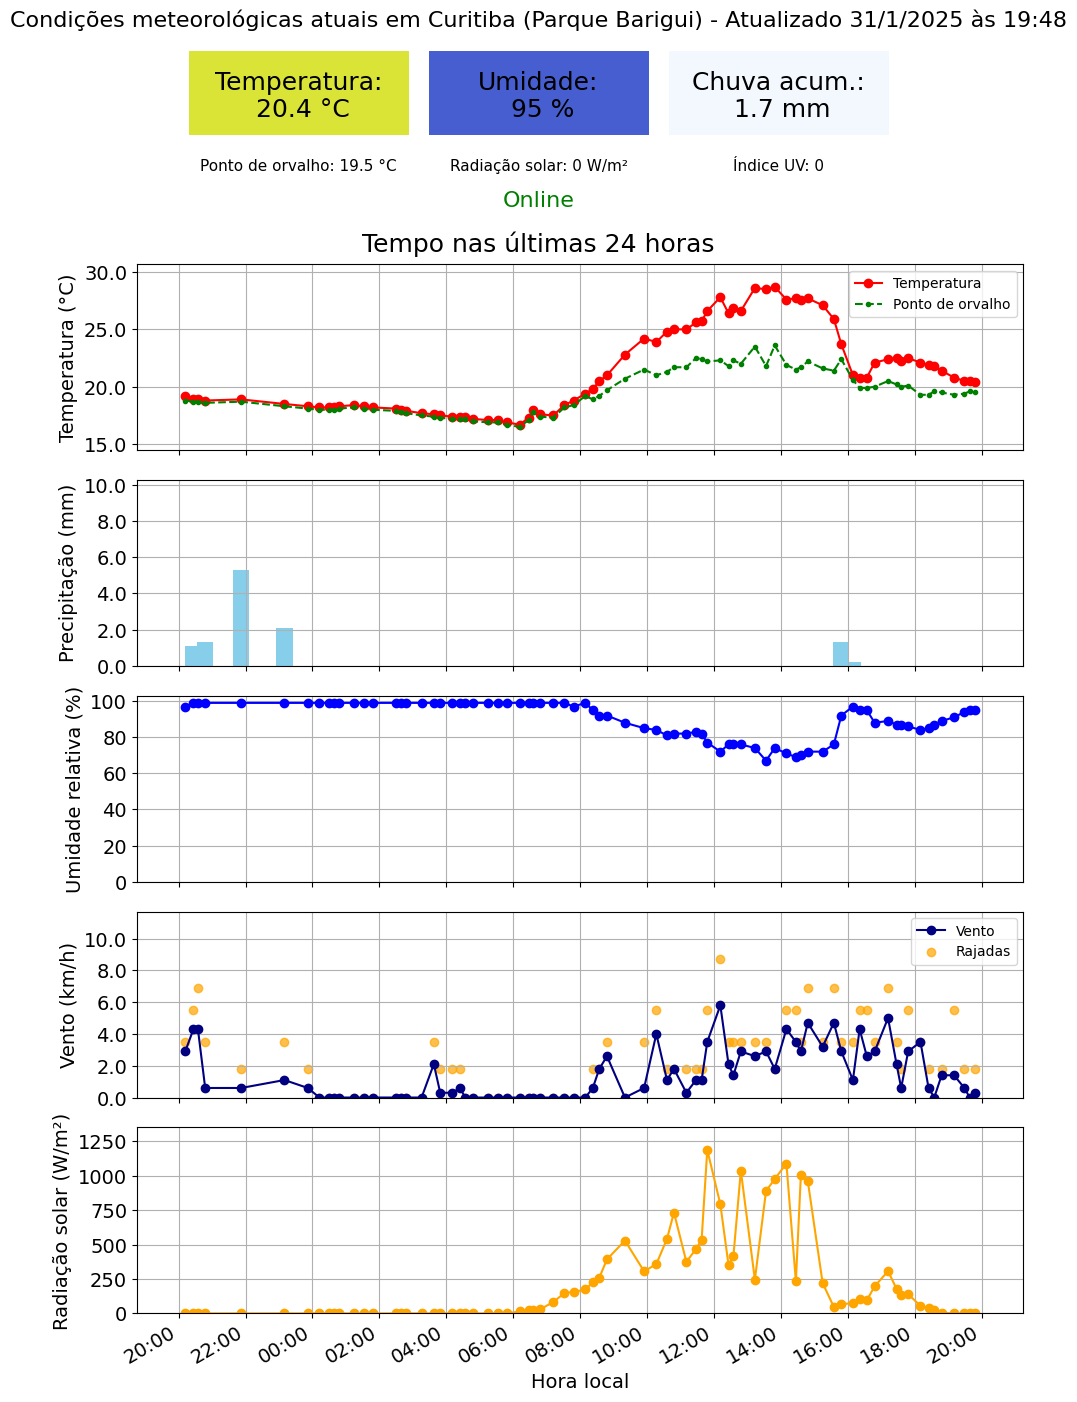 Condições meteorológicas atuais em Curitiba (Parque Barigui) - Atualizado 31/1/2025 às 19:48
Temperatura:
20.4 °C
Umidade:
95 %
Chuva acum.:
1.7 mm
Ponto de orvalho: 19.5 °C
Radiação solar: 0 W/m²
Índice UV: 0
Online
Tempo nas últimas 24 horas
Temperatura (°C)
30.0
25.0
20.0
15.0
Temperatura
Ponto de orvalho
Precipitação (mm)
10.0
8.0
6.0
4.0
2.0
0.0
Umidade relativa (%)
100
80
60
40
20
0
Vento (km/h)
10.0
8.0
6.0
4.0
2.0
0.0
Vento
Rajadas
Radiação solar (W/m²)
1250
1000
750
500
250
0
20:00
22:00
00:00
02:00
04:00
06:00
08:00
10:00
12:00
14:00
16:00
18:00
20:00
Hora local